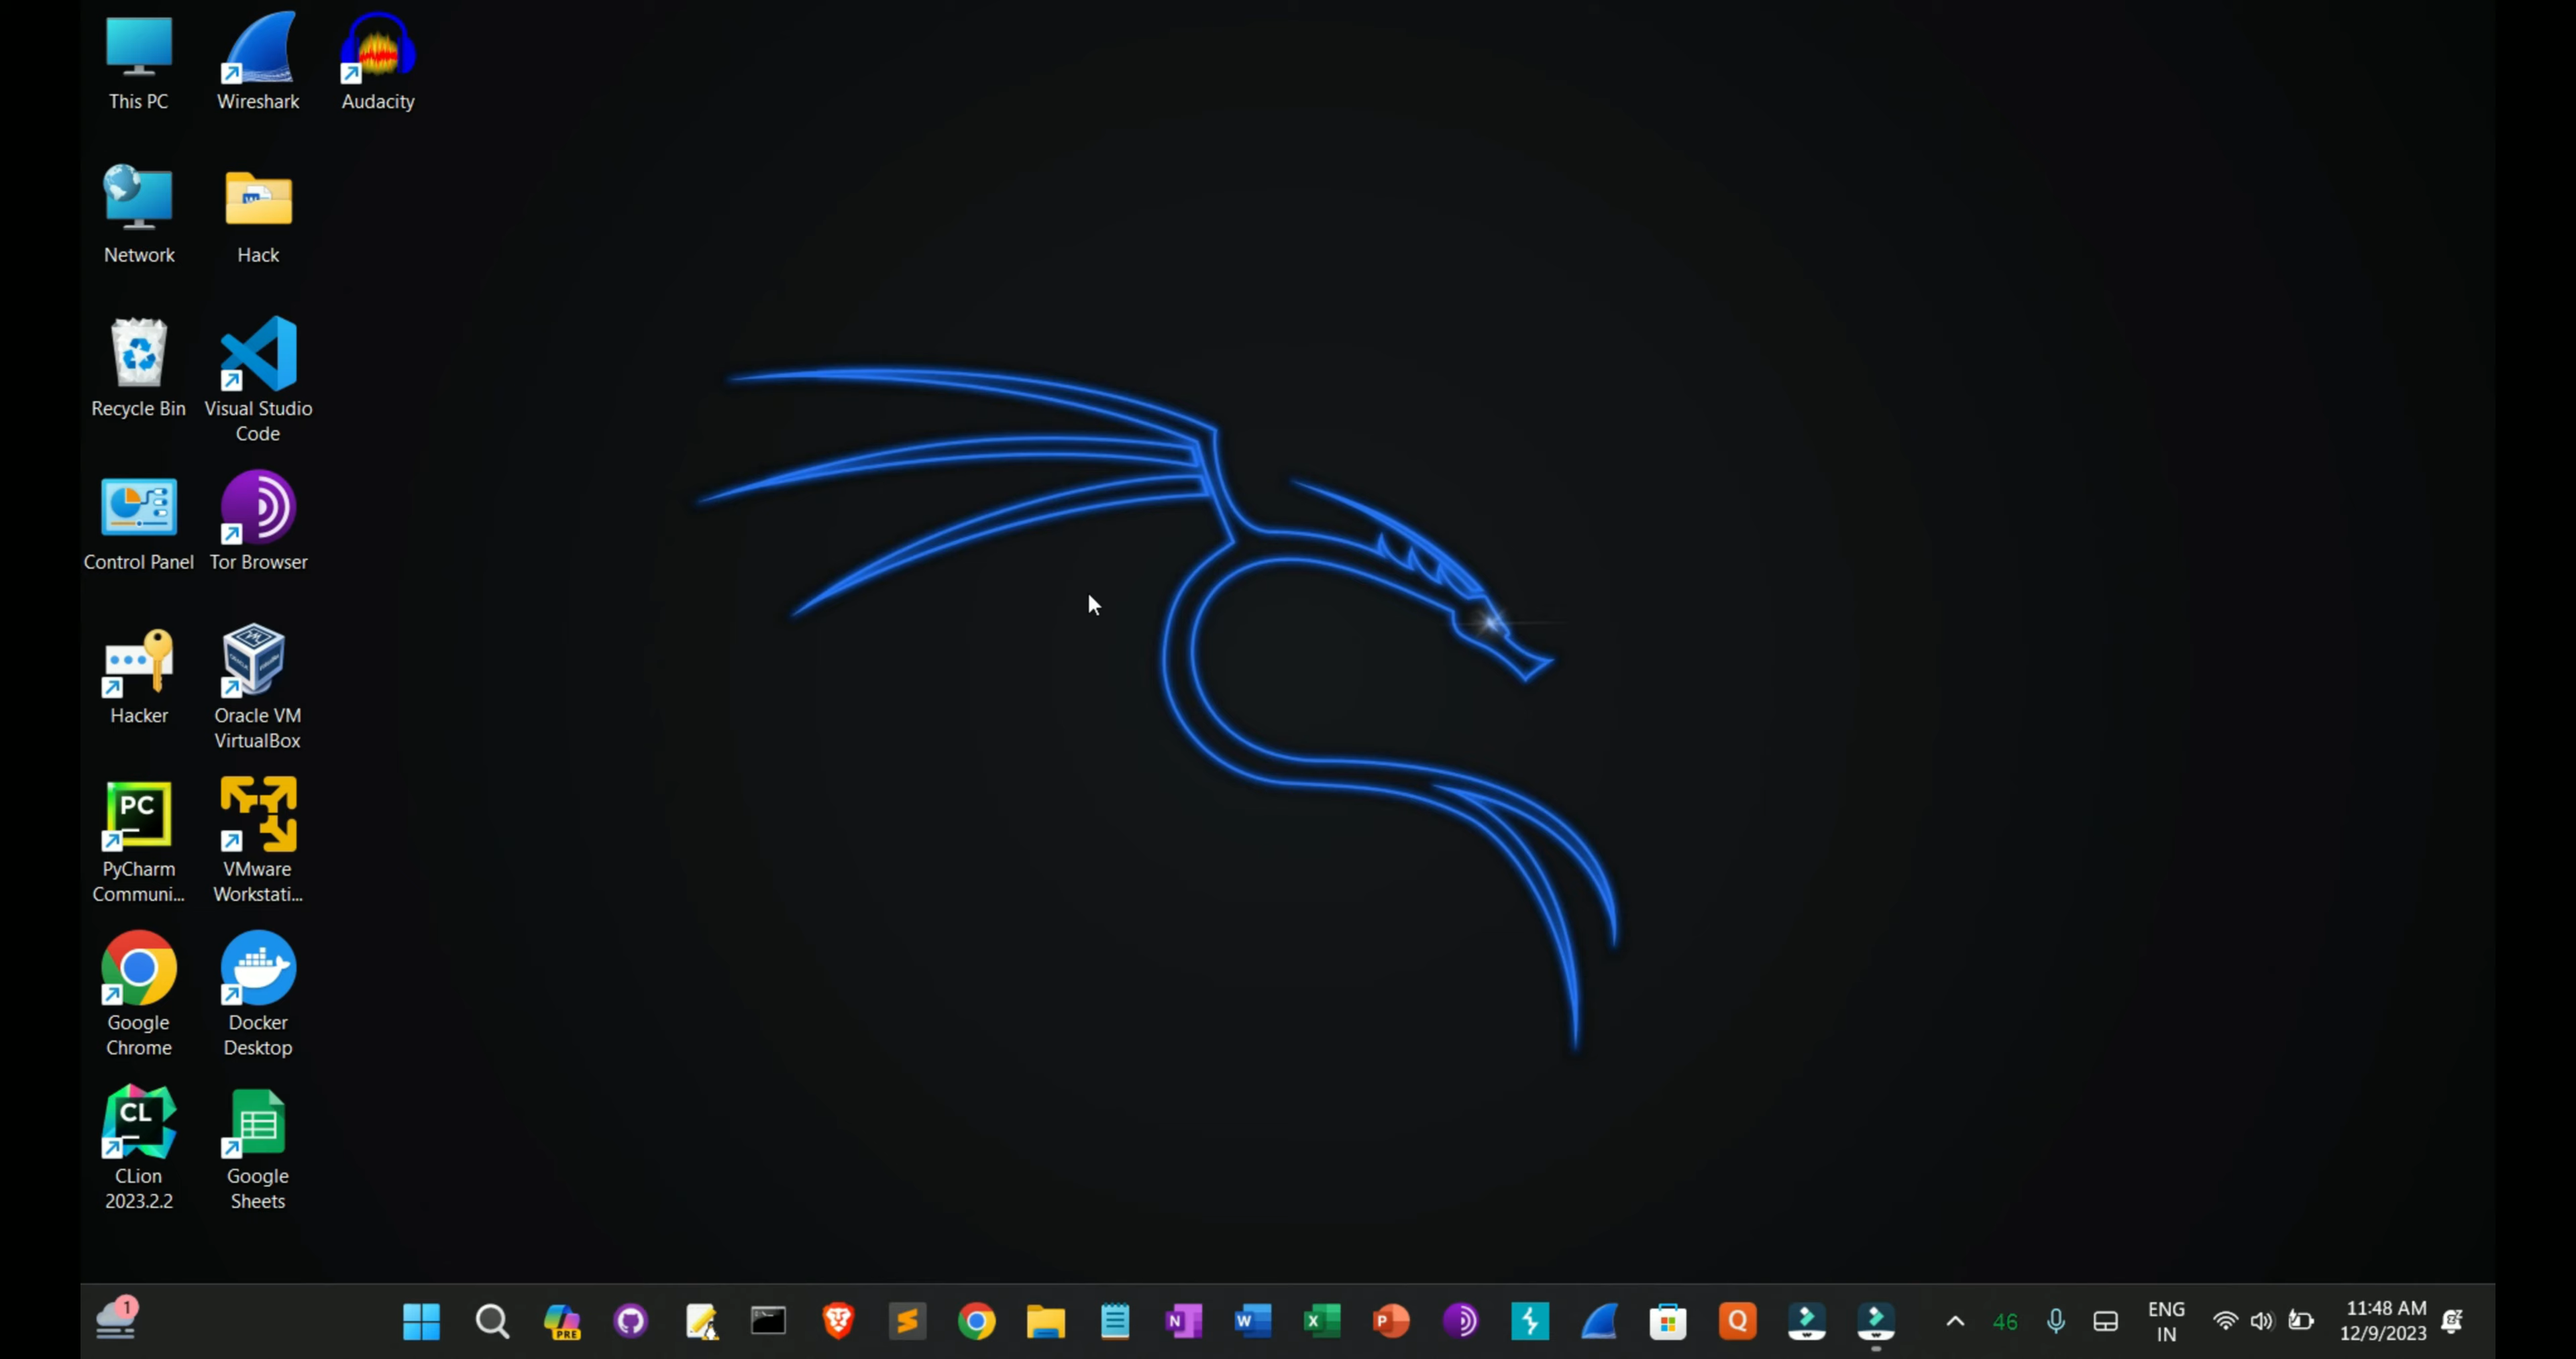 This PC
Wireshark
Audacity
Network
Hack
Recycle Bin
Visual Studio
Code
Control Panel
Tor Browser
Hacker
Oracle VM
VirtualBox
PC
PyCharm
Communi...
VMware
Workstati...
Google
Chrome
Docker
Desktop
CL
CLion
2023.2.2
Google
Sheets
1
PRE
N
W
X
P
Q
46
ENG
IN
11:48 AM
12/9/2023